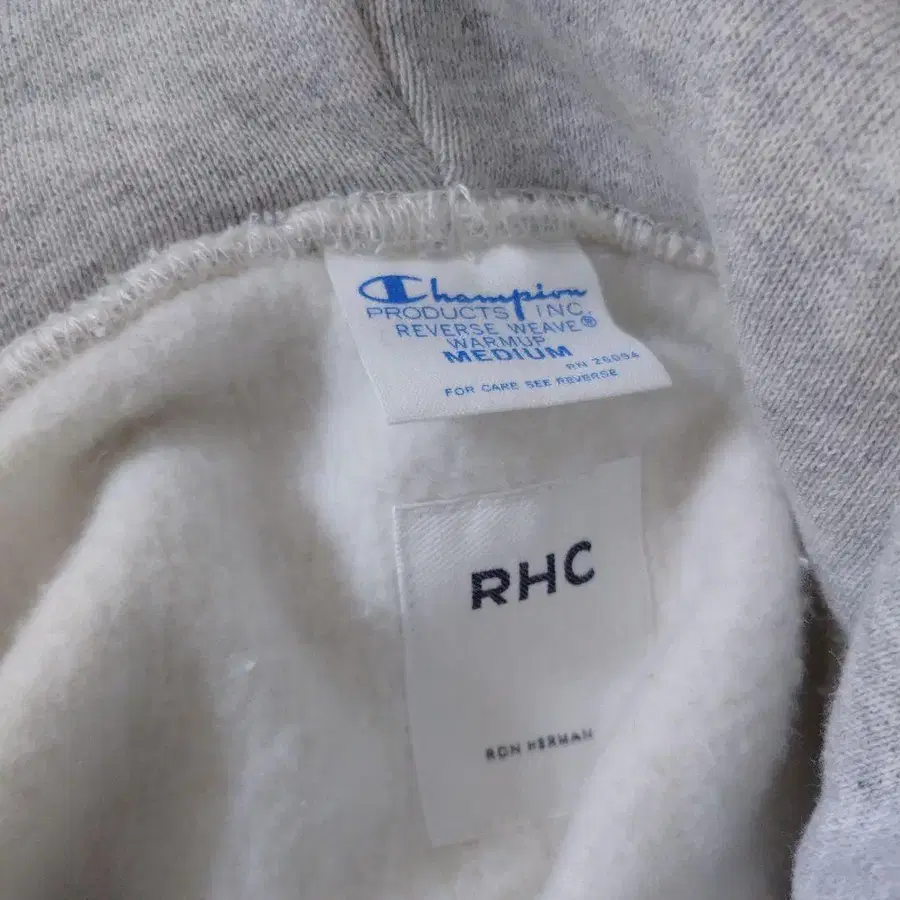 Champion
PRODUCTS INC.
REVERSE WEAVE®
WARMUP
MEDIUM
RN 26094
FOR CARE SEE REVERSE
RHC
RON HERMAN